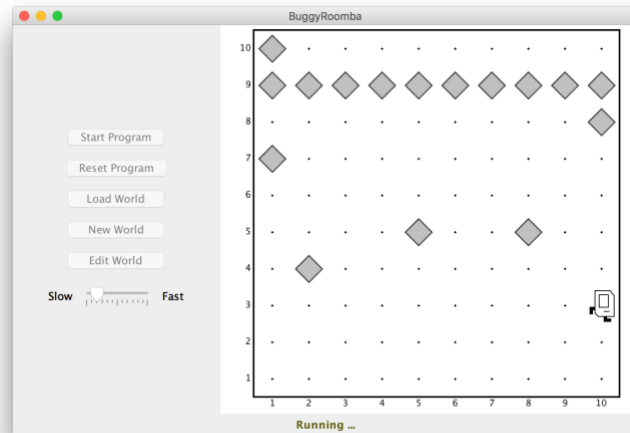 BuggyRoomba
Start Program
Reset Program
Load World
New World
Edit World
Slow Fast
10
9
8
7
6
5
4
3
2
1
1 2 3 4 5 6 7 8 9 10
Running ...